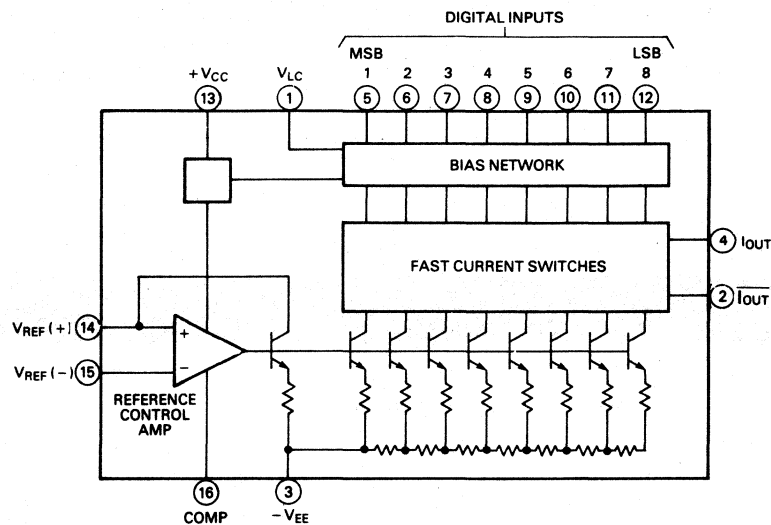 DIGITAL INPUTS
MSB LSB
+VCC VLC 1 2 3 4 5 6 7 8
13 1 5 6 7 8 9 10 11 12
BIAS NETWORK
4 IOUT
FAST CURRENT SWITCHES
2 IOUT
VREF (+) 14 +
VREF (−) 15 −
REFERENCE
CONTROL
AMP
16 3
COMP −VEE